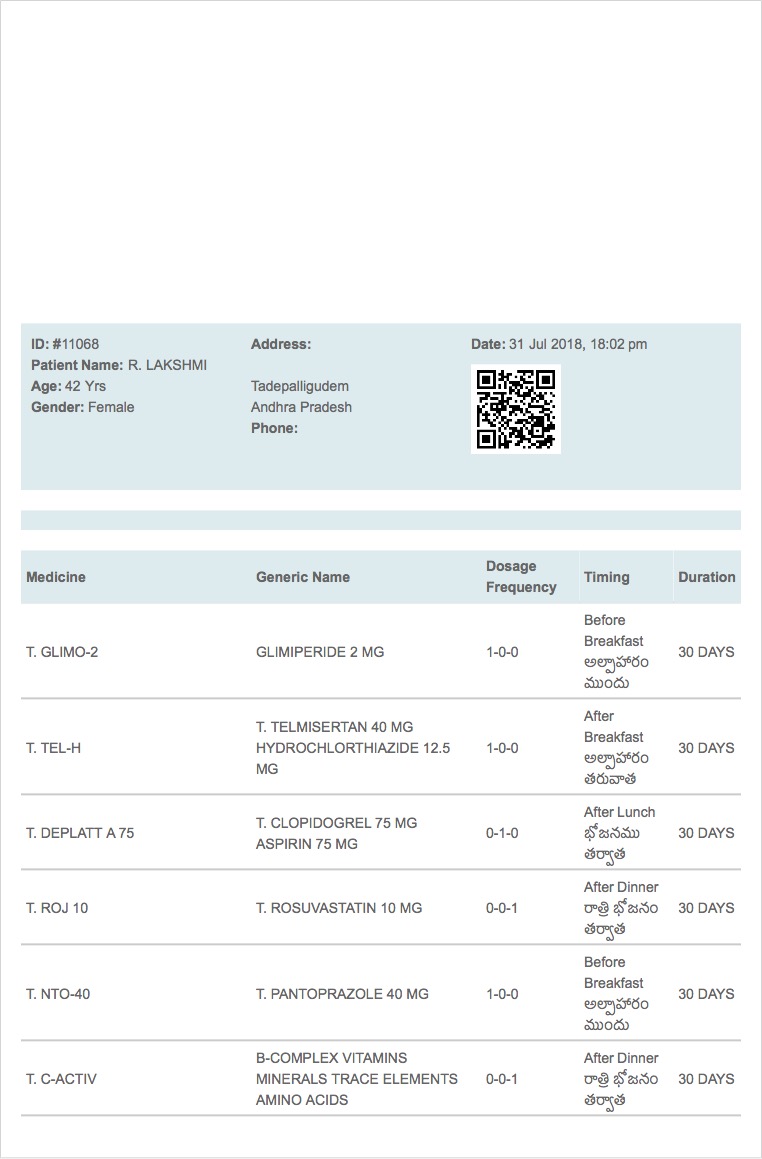 ID: #11068
Patient Name: R. LAKSHMI
Age: 42 Yrs
Gender: Female
Address:
Tadepalligudem
Andhra Pradesh
Phone:
Date: 31 Jul 2018, 18:02 pm
Medicine
Generic Name
Dosage
Frequency
Timing
Duration
T. GLIMO-2
GLIMIPERIDE 2 MG
1-0-0
Before
Breakfast
అల్పాహారం
ముందు
30 DAYS
T. TEL-H
T. TELMISERTAN 40 MG
HYDROCHLORTHIAZIDE 12.5
MG
1-0-0
After
Breakfast
అల్పాహారం
తరువాత
30 DAYS
T. DEPLATT A 75
T. CLOPIDOGREL 75 MG
ASPIRIN 75 MG
0-1-0
After Lunch
భోజనము
తర్వాత
30 DAYS
T. ROJ 10
T. ROSUVASTATIN 10 MG
0-0-1
After Dinner
రాత్రి భోజనం
తర్వాత
30 DAYS
T. NTO-40
T. PANTOPRAZOLE 40 MG
1-0-0
Before
Breakfast
అల్పాహారం
ముందు
30 DAYS
T. C-ACTIV
B-COMPLEX VITAMINS
MINERALS TRACE ELEMENTS
AMINO ACIDS
0-0-1
After Dinner
రాత్రి భోజనం
తర్వాత
30 DAYS